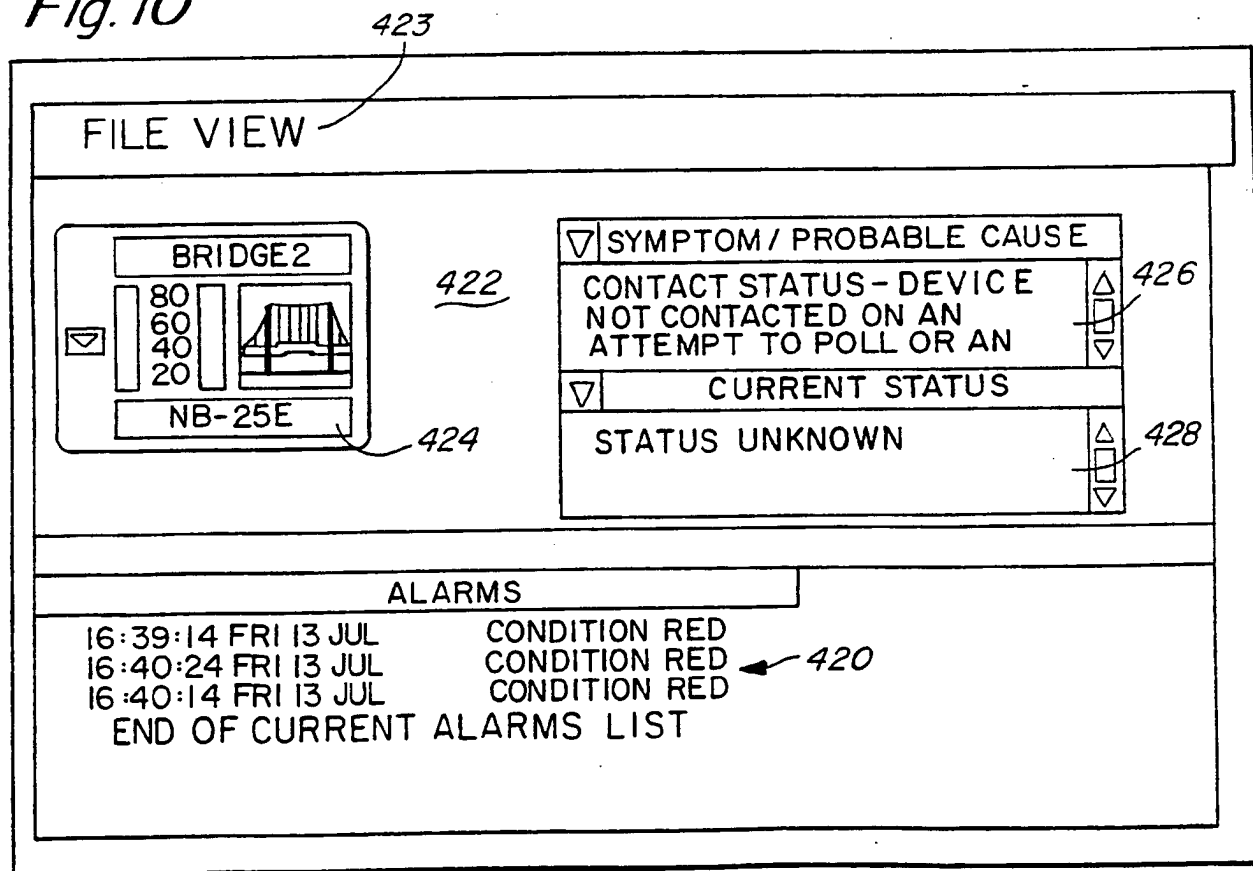 Fig. 10
423
FILE VIEW
BRIDGE2
80
60
40
20
NB-25E
424
422
SYMPTOM / PROBABLE CAUSE
CONTACT STATUS - DEVICE
NOT CONTACTED ON AN
ATTEMPT TO POLL OR AN
426
CURRENT STATUS
STATUS UNKNOWN
428
ALARMS
16:39:14 FRI 13 JUL CONDITION RED
16:40:24 FRI 13 JUL CONDITION RED
420
16:40:14 FRI 13 JUL CONDITION RED
END OF CURRENT ALARMS LIST